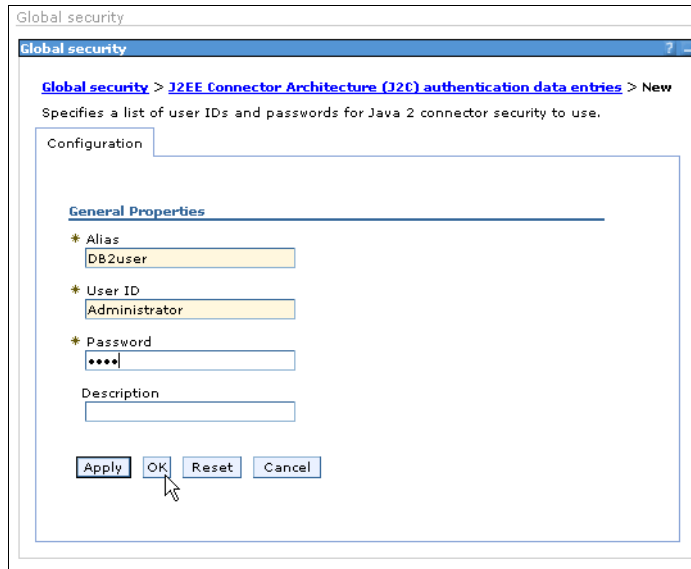 Global security
Global security ? –
Global security > J2EE Connector Architecture (J2C) authentication data entries > New
Specifies a list of user IDs and passwords for Java 2 connector security to use.
Configuration
General Properties
* Alias
DB2user
* User ID
Administrator
* Password
••••
Description
Apply OK Reset Cancel